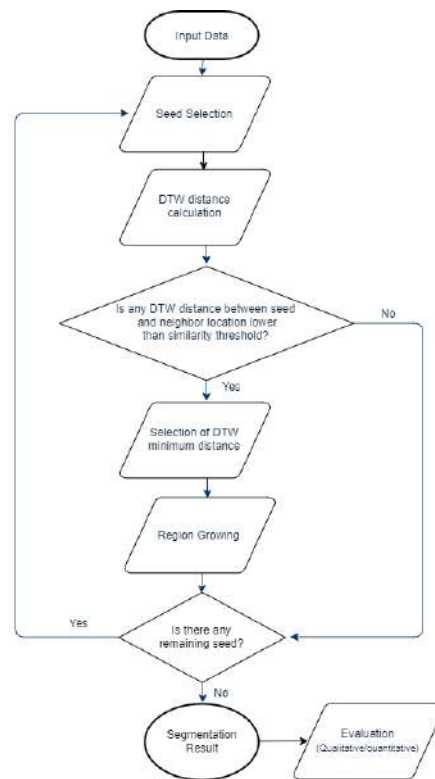 Input Data
Seed Selection
DTW distance
calculation
Is any DTW distance between seed
and neighbor location lower
than similarity threshold?
No
Yes
Selection of DTW
minimum distance
Region Growing
Is there any
remaining seed?
Yes
No
Segmentation
Result
Evaluation
(Qualitative/quantitative)